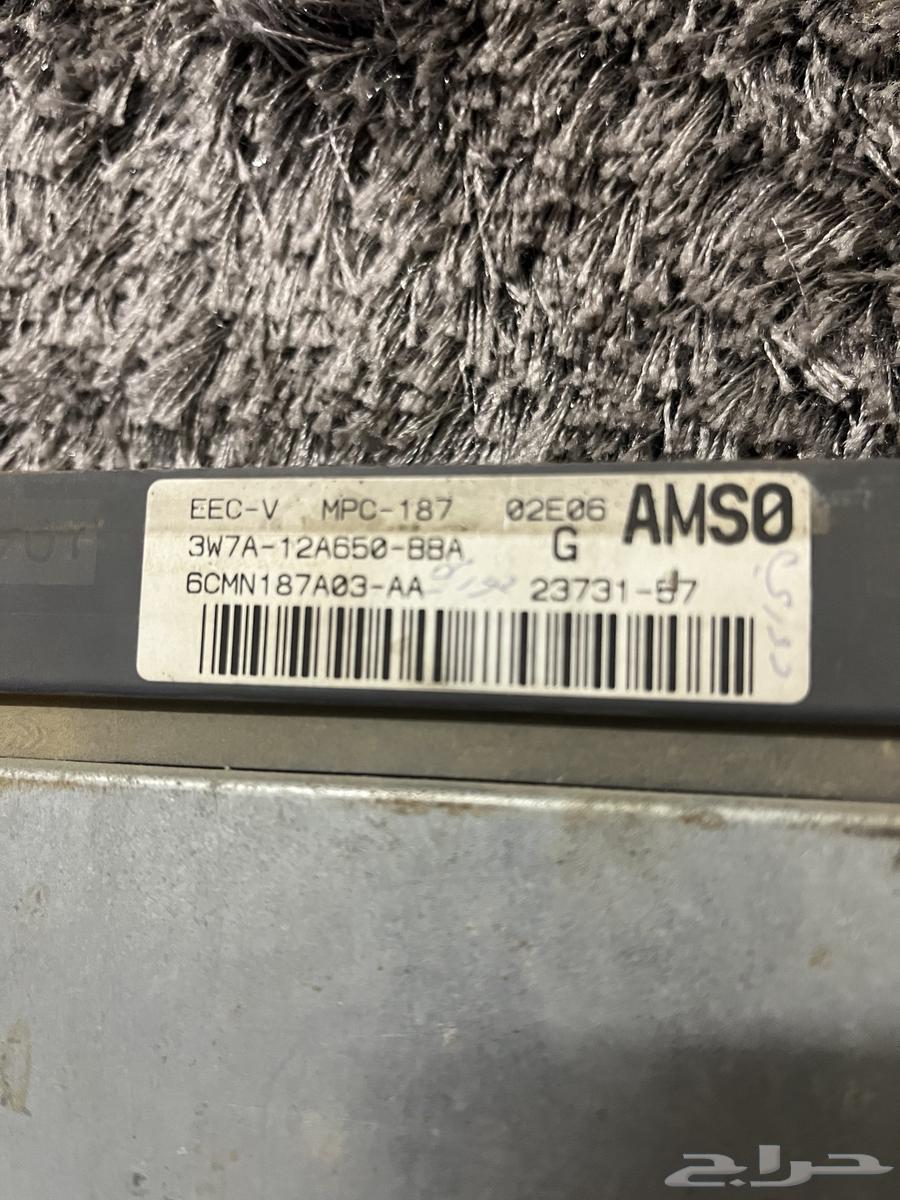 EEC-V MPC-187 02E06 AMS0
3W7A-12A650-BBA G
6CMN187A03-AA 23731-57
حراج